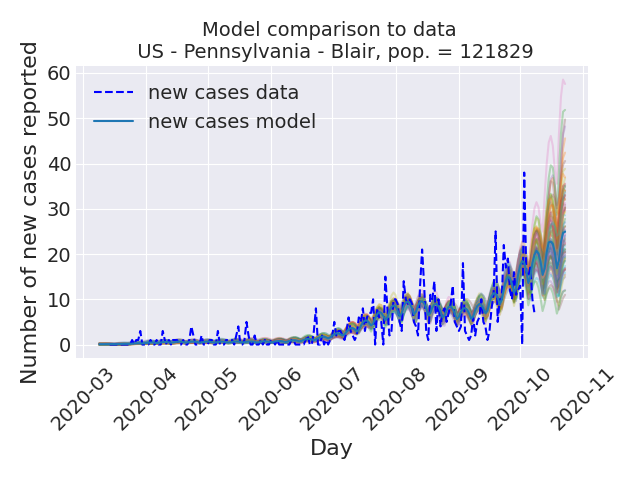 Model comparison to data
US - Pennsylvania - Blair, pop. = 121829
Number of new cases reported
60
50
40
30
20
10
0
new cases data
new cases model
2020-03
2020-04
2020-05
2020-06
2020-07
2020-08
2020-09
2020-10
2020-11
Day